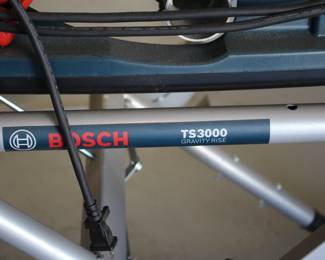 BOSCH TS3000
GRAVITY RISE